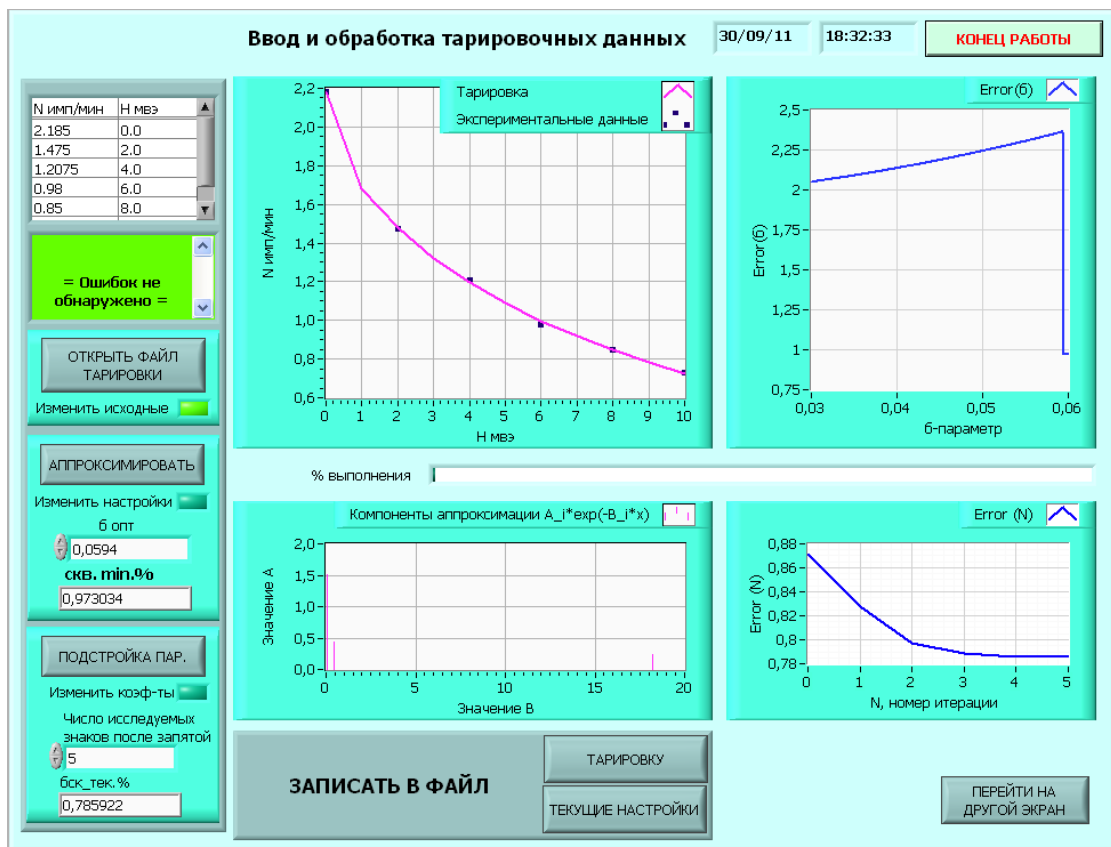 Ввод и обработка тарировочных данных
30/09/11
18:32:33
КОНЕЦ РАБОТЫ
N имп/мин H мвэ
2.185 0.0
1.475 2.0
1.2075 4.0
0.98 6.0
0.85 8.0
= Ошибок не
обнаружено =
ОТКРЫТЬ ФАЙЛ
ТАРИРОВКИ
Изменить исходные
АППРОКСИМИРОВАТЬ
Изменить настройки
б опт
0,0594
скв. min.%
0,973034
ПОДСТРОЙКА ПАР.
Изменить коэф-ты
Число исследуемых
знаков после запятой
5
бск_тек.%
0,785922
Тарировка
Экспериментальные данные
N имп/мин
2,2
2,0
1,8
1,6
1,4
1,2
1,0
0,8
0,6
0 1 2 3 4 5 6 7 8 9 10
H мвэ
Error(б)
Error(б)
2,5
2,25
2
1,75
1,5
1,25
1
0,75
0,03 0,04 0,05 0,06
б-параметр
% выполнения
Компоненты аппроксимации A_i*exp(-B_i*x)
Значение A
2,0
1,5
1,0
0,5
0,0
0 5 10 15 20
Значение B
Error (N)
Error (N)
0,88
0,86
0,84
0,82
0,8
0,78
0 1 2 3 4 5
N, номер итерации
ЗАПИСАТЬ В ФАЙЛ
ТАРИРОВКУ
ТЕКУЩИЕ НАСТРОЙКИ
ПЕРЕЙТИ НА
ДРУГОЙ ЭКРАН